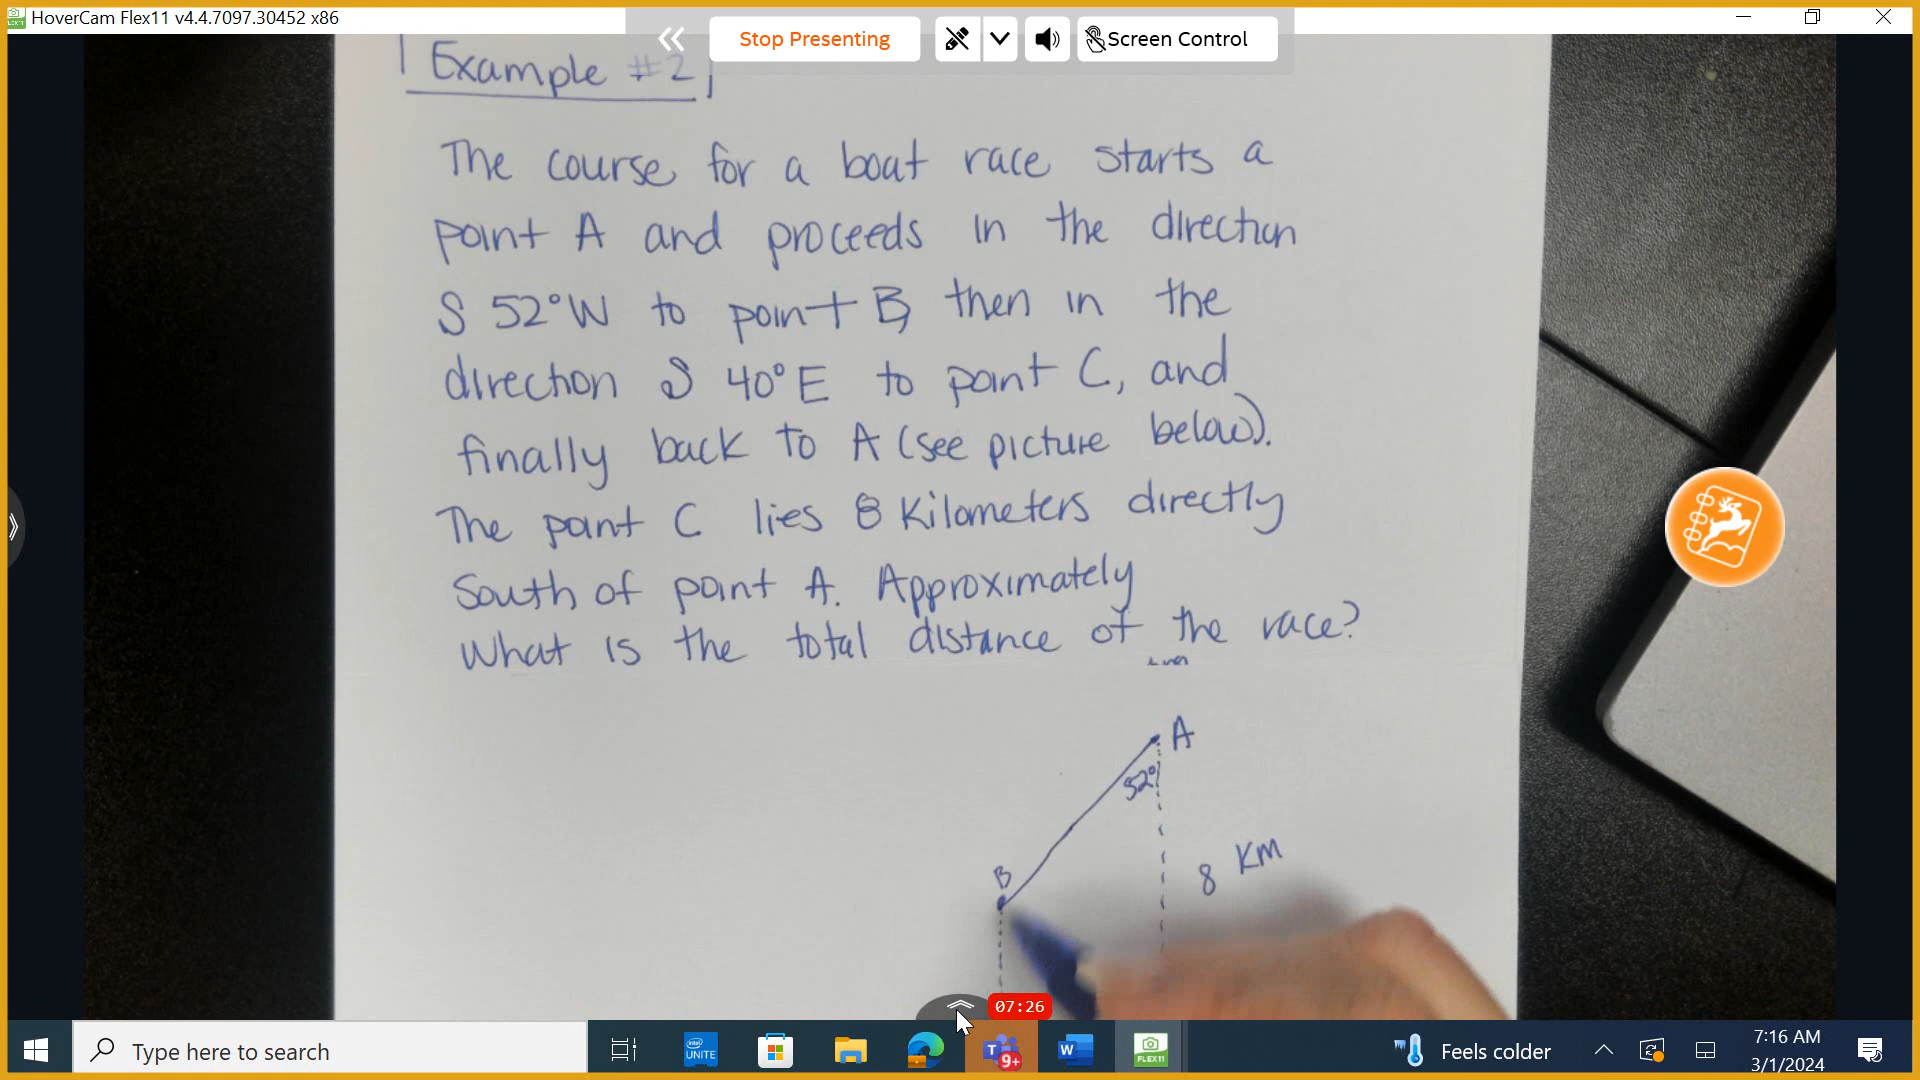 HoverCam Flex11 v4.4.7097.30452 x86
Stop Presenting
Screen Control
Example #2
The course for a boat race starts a
point A and proceeds in the direction
S 52°W to point B, then in the
direction S 40°E to point C, and
finally back to A (see picture below).
The point C lies 8 kilometers directly
South of point A. Approximately
What is the total distance of the race?
A
52°
8 KM
B
07:26
Type here to search
intel
UNITE
9+
W
FLEX11
Feels colder
7:16 AM
3/1/2024